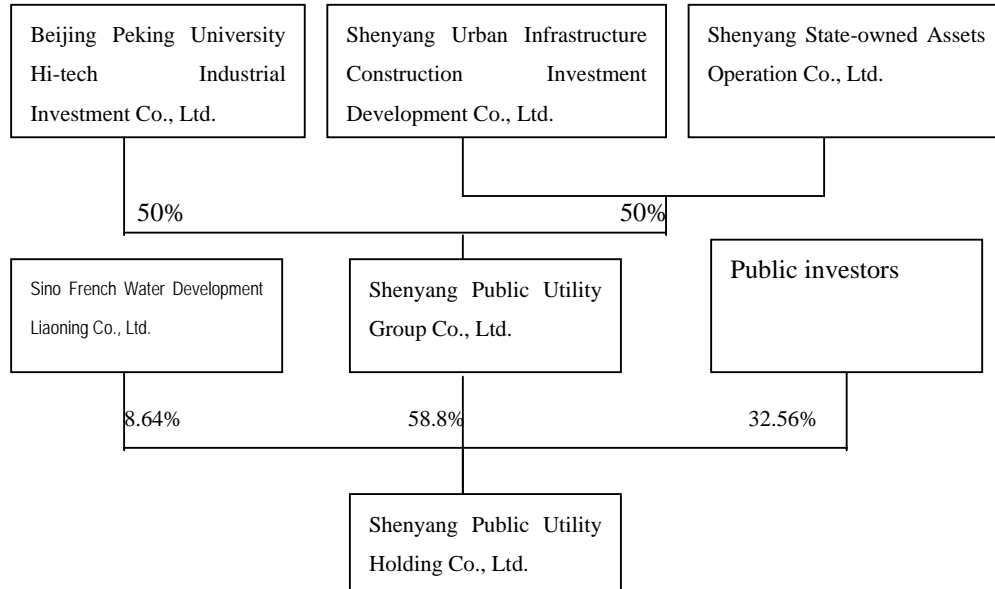 Beijing Peking University
Hi-tech Industrial
Investment Co., Ltd.
Shenyang Urban Infrastructure
Construction Investment
Development Co., Ltd.
Shenyang State-owned Assets
Operation Co., Ltd.
50%
50%
Sino French Water Development
Liaoning Co., Ltd.
Shenyang Public Utility
Group Co., Ltd.
Public investors
8.64%
58.8%
32.56%
Shenyang Public Utility
Holding Co., Ltd.